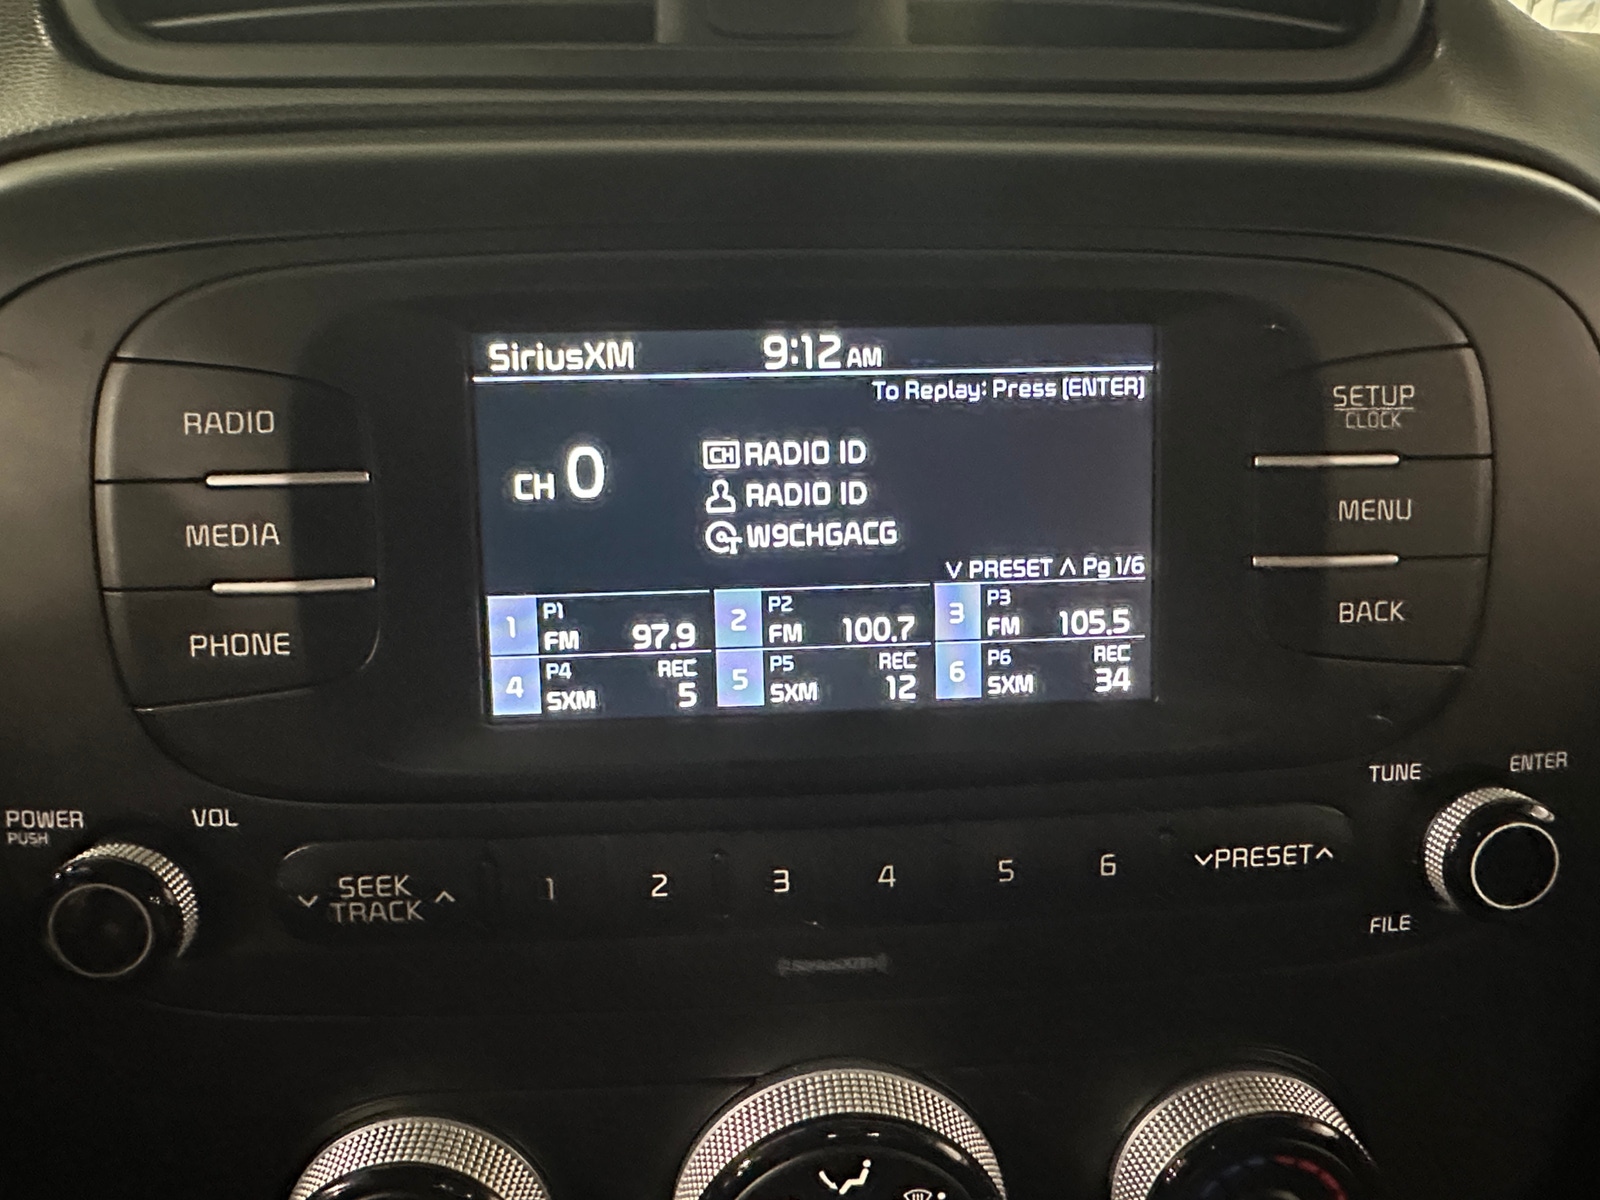 SiriusXM 9:12 AM
To Replay: Press [ENTER]
CH 0
CH RADIO ID
RADIO ID
W9CHGACG
PRESET Pg 1/6
1 P1 FM 97.9
2 P2 FM 100.7
3 P3 FM 105.5
4 P4 SXM REC 5
5 P5 SXM REC 12
6 P6 SXM REC 34
RADIO
MEDIA
PHONE
SETUP
CLOCK
MENU
BACK
POWER
PUSH
VOL
SEEK
TRACK
1 2 3 4 5 6
PRESET
TUNE
ENTER
FILE
SiriusXM